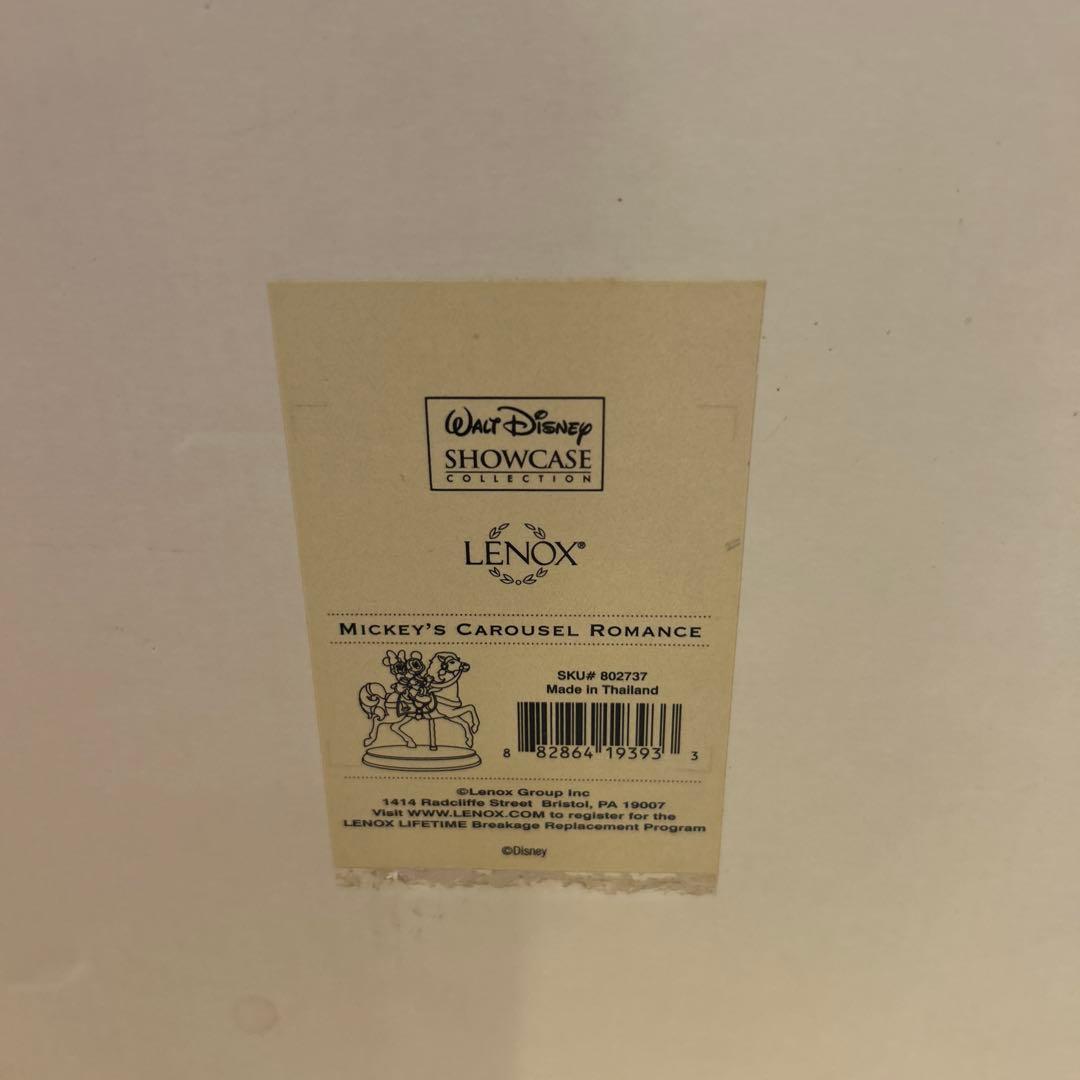 WALT DISNEY
SHOWCASE
COLLECTION
LENOX®
MICKEY'S CAROUSEL ROMANCE
SKU# 802737
Made in Thailand
8 82864 19393 3
©Lenox Group Inc
1414 Radcliffe Street Bristol, PA 19007
Visit WWW.LENOX.COM to register for the
LENOX LIFETIME Breakage Replacement Program
©Disney